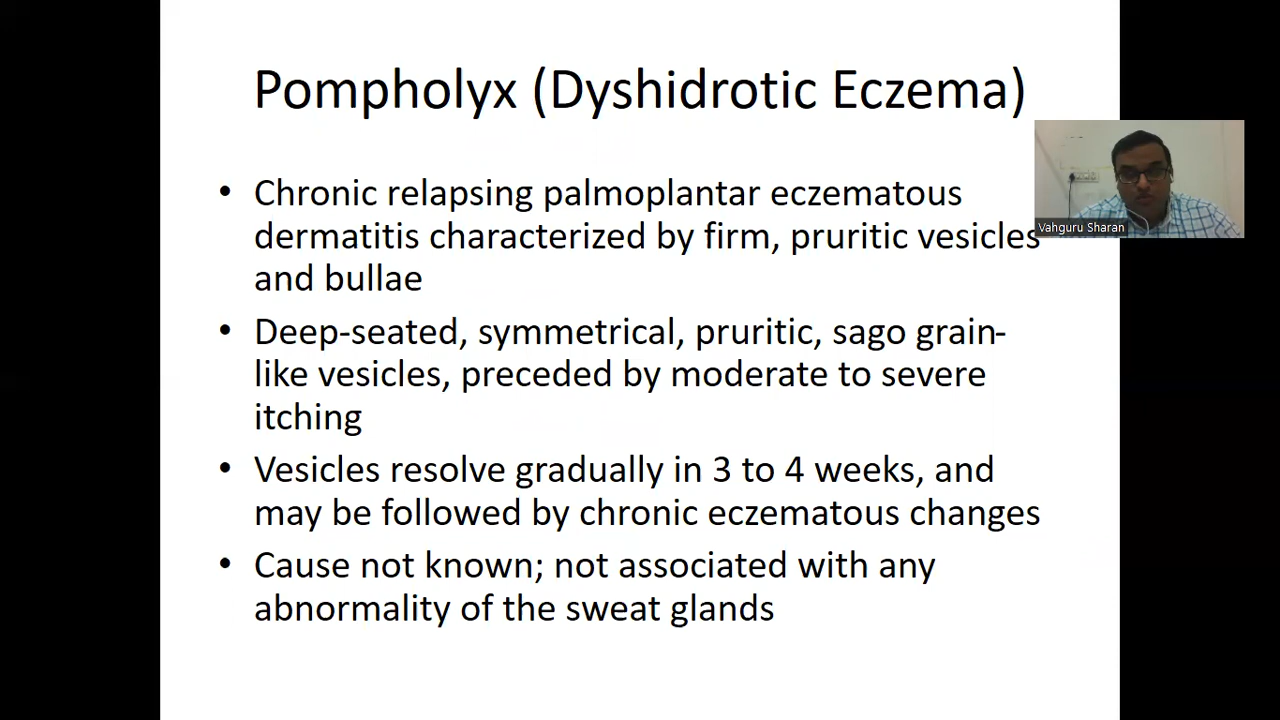 Pompholyx (Dyshidrotic Eczema)
• Chronic relapsing palmoplantar eczematous
dermatitis characterized by firm, pruritic vesicles
and bullae
• Deep-seated, symmetrical, pruritic, sago grain-
like vesicles, preceded by moderate to severe
itching
• Vesicles resolve gradually in 3 to 4 weeks, and
may be followed by chronic eczematous changes
• Cause not known; not associated with any
abnormality of the sweat glands
Vahguru Sharan